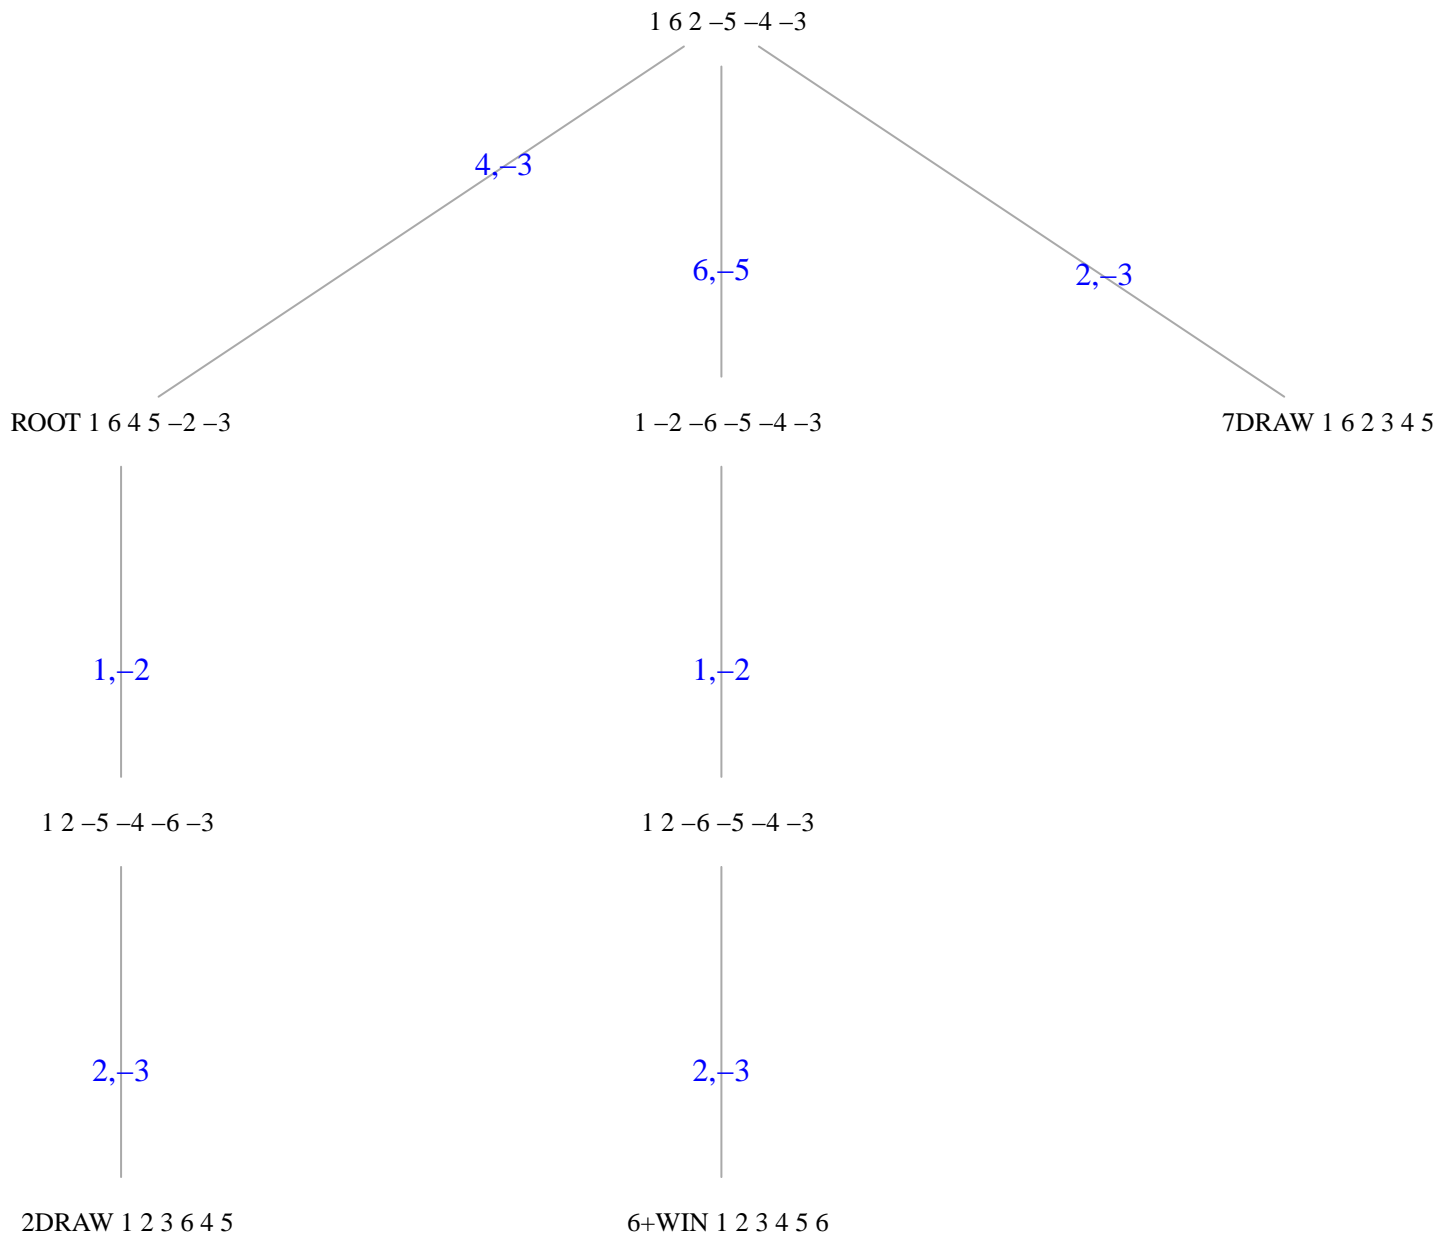 1 6 2 –5 –4 –3
4,–3
6,–5
2,–3
ROOT 1 6 4 5 –2 –3
1 –2 –6 –5 –4 –3
7DRAW 1 6 2 3 4 5
1,–2
1,–2
1 2 –5 –4 –6 –3
1 2 –6 –5 –4 –3
2,–3
2,–3
2DRAW 1 2 3 6 4 5
6+WIN 1 2 3 4 5 6